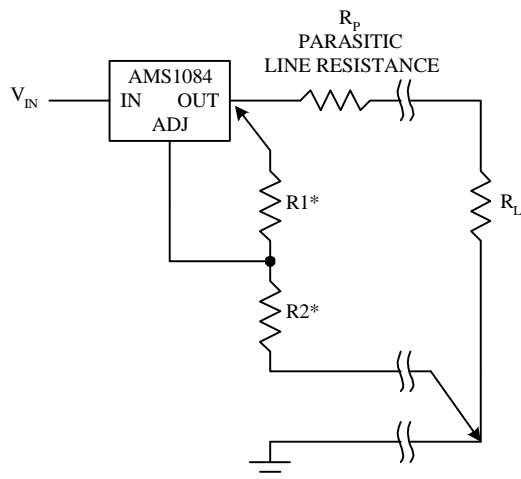 R_P
PARASITIC
LINE RESISTANCE
AMS1084
V_IN
IN OUT
ADJ
R1*
R_L
R2*